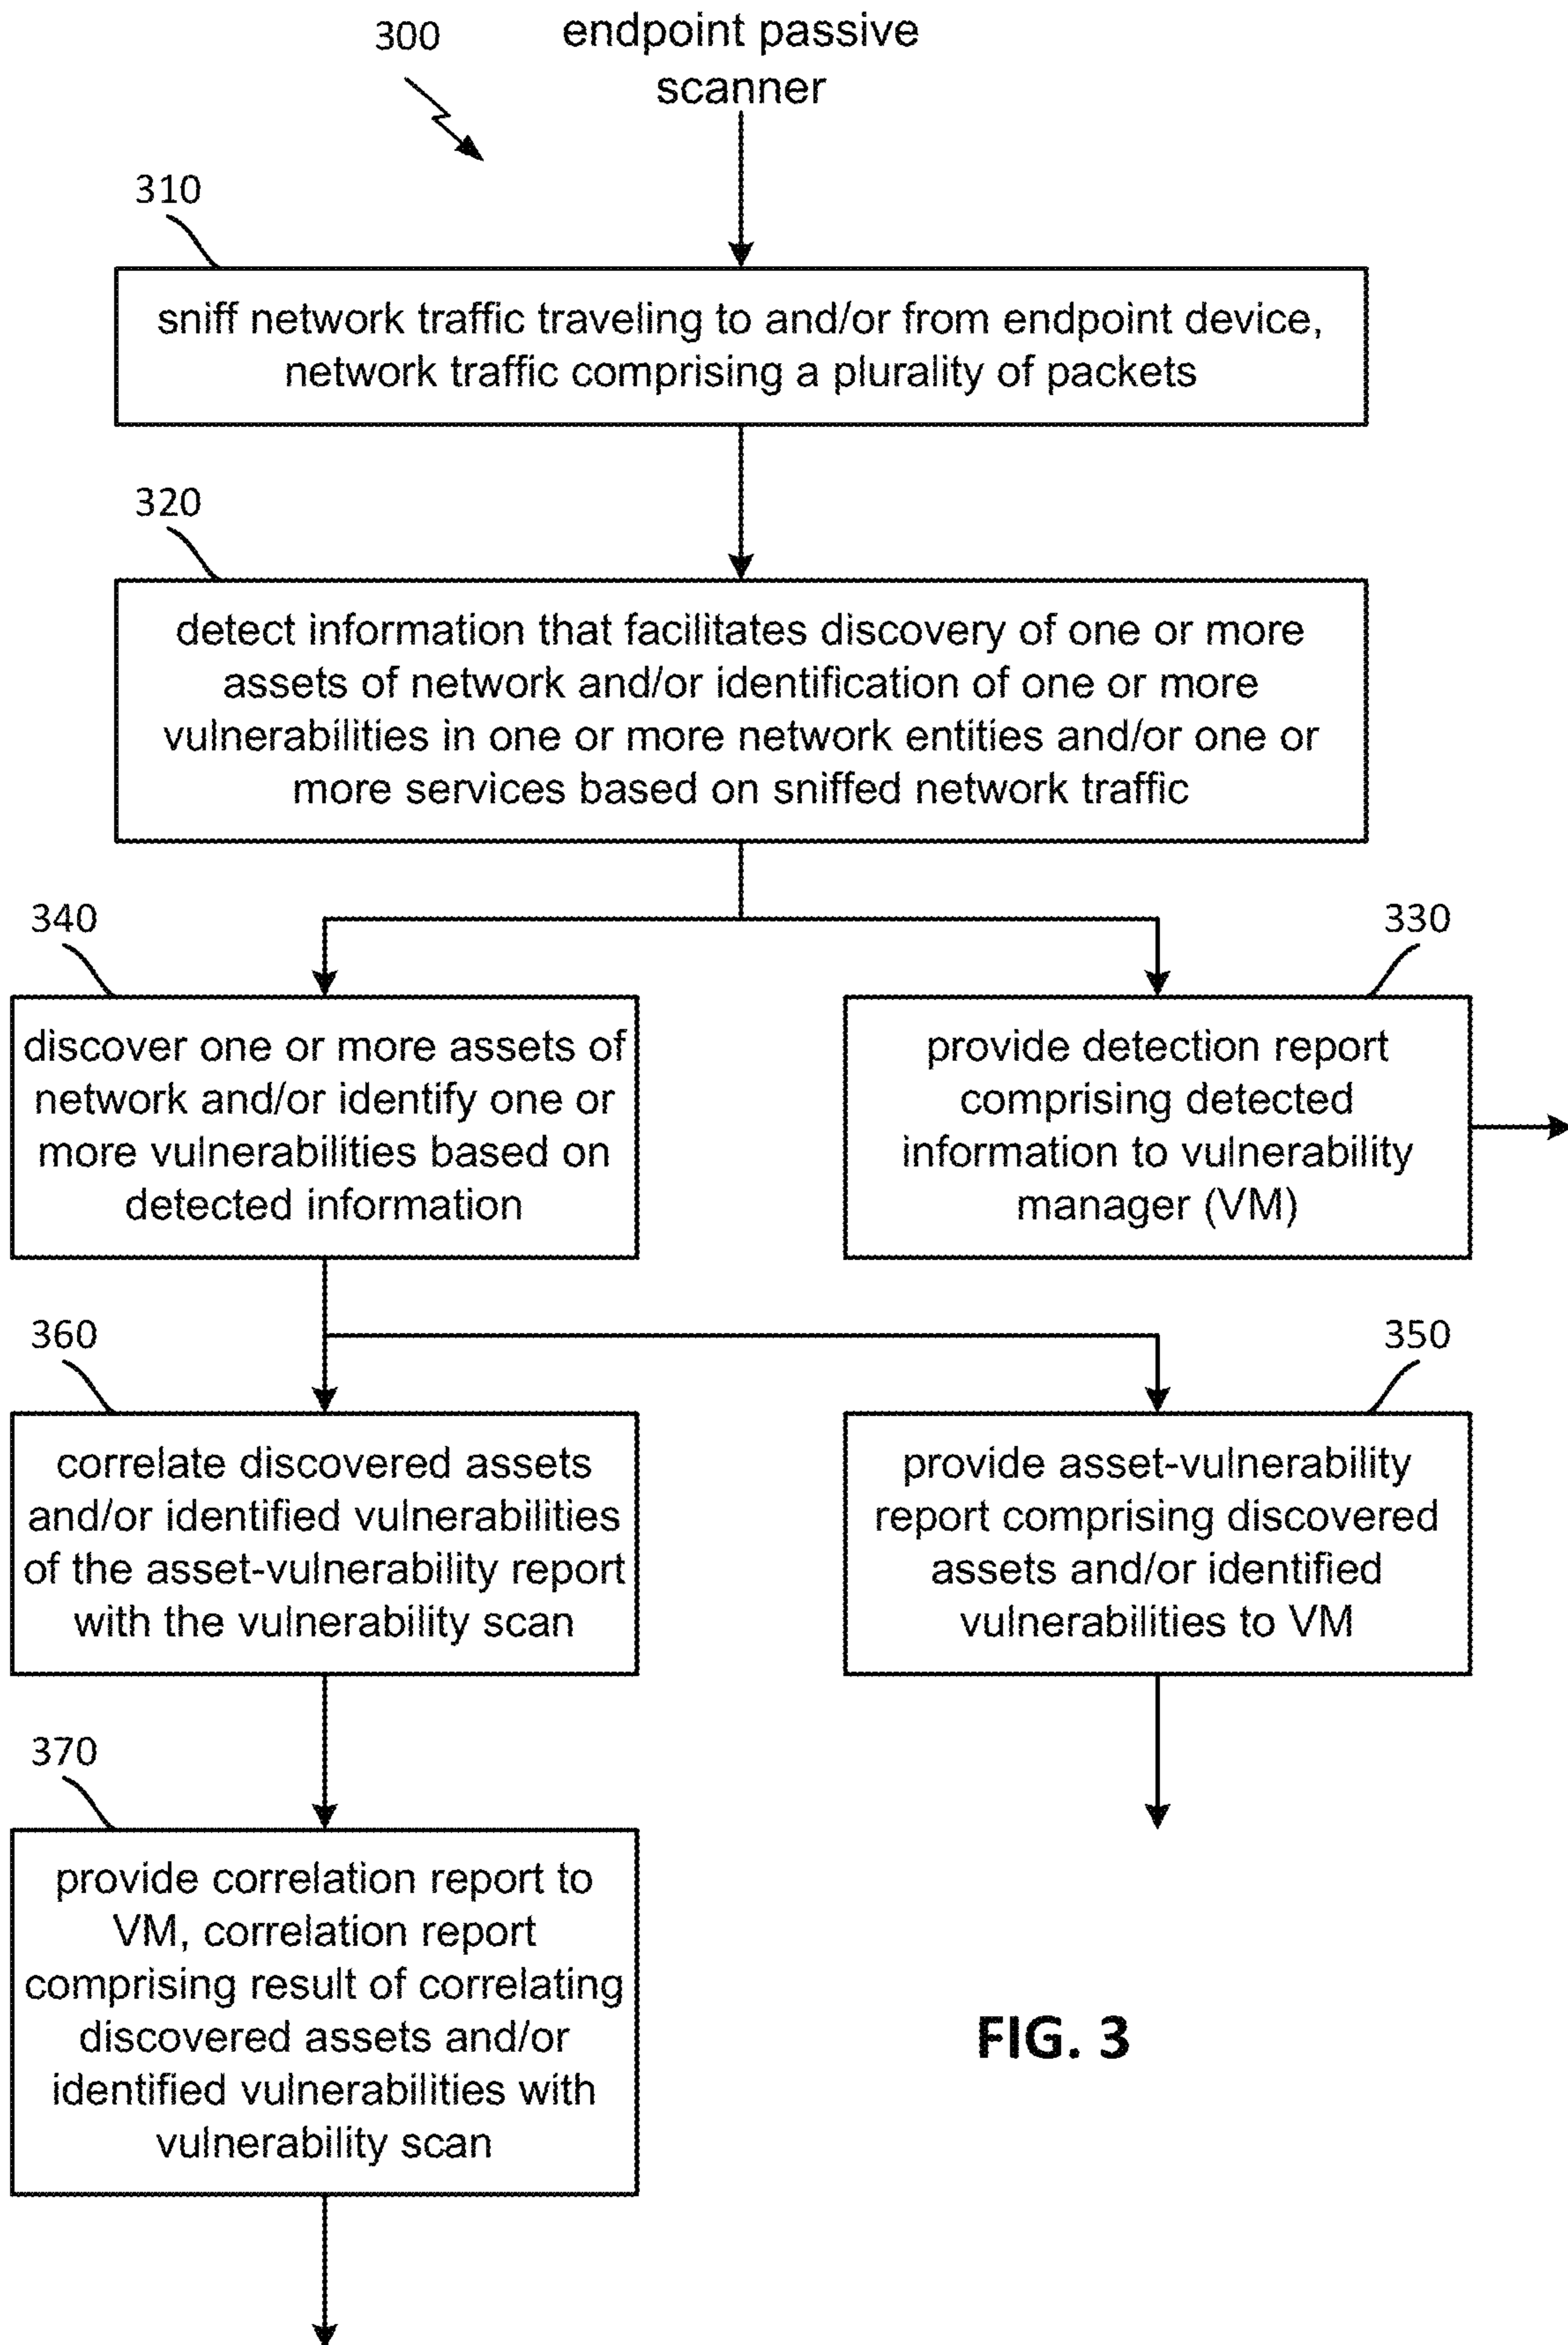 300
endpoint passive
scanner
310
sniff network traffic traveling to and/or from endpoint device,
network traffic comprising a plurality of packets
320
detect information that facilitates discovery of one or more
assets of network and/or identification of one or more
vulnerabilities in one or more network entities and/or one or
more services based on sniffed network traffic
340
discover one or more assets of
network and/or identify one or
more vulnerabilities based on
detected information
330
provide detection report
comprising detected
information to vulnerability
manager (VM)
360
correlate discovered assets
and/or identified vulnerabilities
of the asset-vulnerability report
with the vulnerability scan
350
provide asset-vulnerability
report comprising discovered
assets and/or identified
vulnerabilities to VM
370
provide correlation report to
VM, correlation report
comprising result of correlating
discovered assets and/or
identified vulnerabilities with
vulnerability scan
FIG. 3